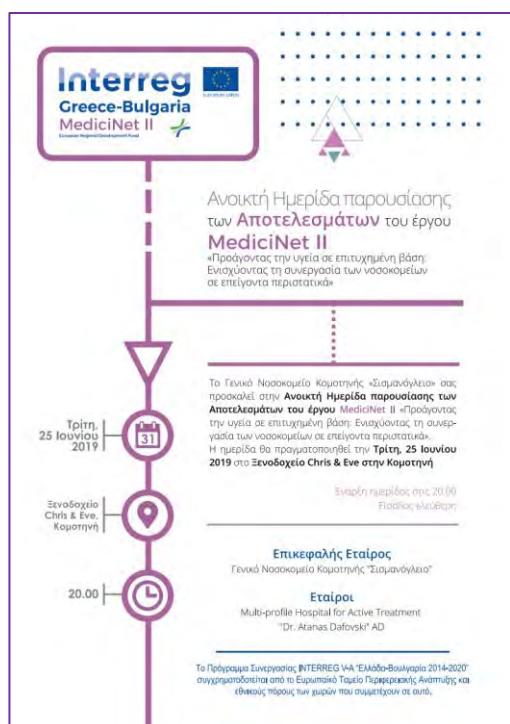 Interreg
EUROPEAN UNION
Greece-Bulgaria
MediciNet II
European Regional Development Fund
Ανοικτή Ημερίδα παρουσίασης
των Αποτελεσμάτων του έργου
MediciNet II
«Προάγοντας την υγεία σε επιτυχημένη βάση:
Ενισχύοντας τη συνεργασία των νοσοκομείων
σε επείγοντα περιστατικά»
Το Γενικό Νοσοκομείο Κομοτηνής «Σισμανόγλειο» σας
προσκαλεί στην Ανοικτή Ημερίδα παρουσίασης των
Αποτελεσμάτων του έργου MediciNet II «Προάγοντας
την υγεία σε επιτυχημένη βάση: Ενισχύοντας τη συνερ-
γασία των νοσοκομείων σε επείγοντα περιστατικά».
Η ημερίδα θα πραγματοποιηθεί την Τρίτη, 25 Ιουνίου
2019 στο Ξενοδοχείο Chris & Eve στην Κομοτηνή
Έναρξη ημερίδας στις 20.00
Είσοδος ελεύθερη
Τρίτη,
25 Ιουνίου
2019
31
Ξενοδοχείο
Chris & Eve,
Κομοτηνή
20.00
Επικεφαλής Εταίρος
Γενικό Νοσοκομείο Κομοτηνής "Σισμανόγλειο"
Εταίροι
Multi-profile Hospital for Active Treatment
"Dr. Atanas Dafovski" AD
Το Πρόγραμμα Συνεργασίας INTERREG V-A "Ελλάδα-Βουλγαρία 2014-2020"
συγχρηματοδοτείται από το Ευρωπαϊκό Ταμείο Περιφερειακής Ανάπτυξης και
εθνικούς πόρους των χωρών που συμμετέχουν σε αυτό.